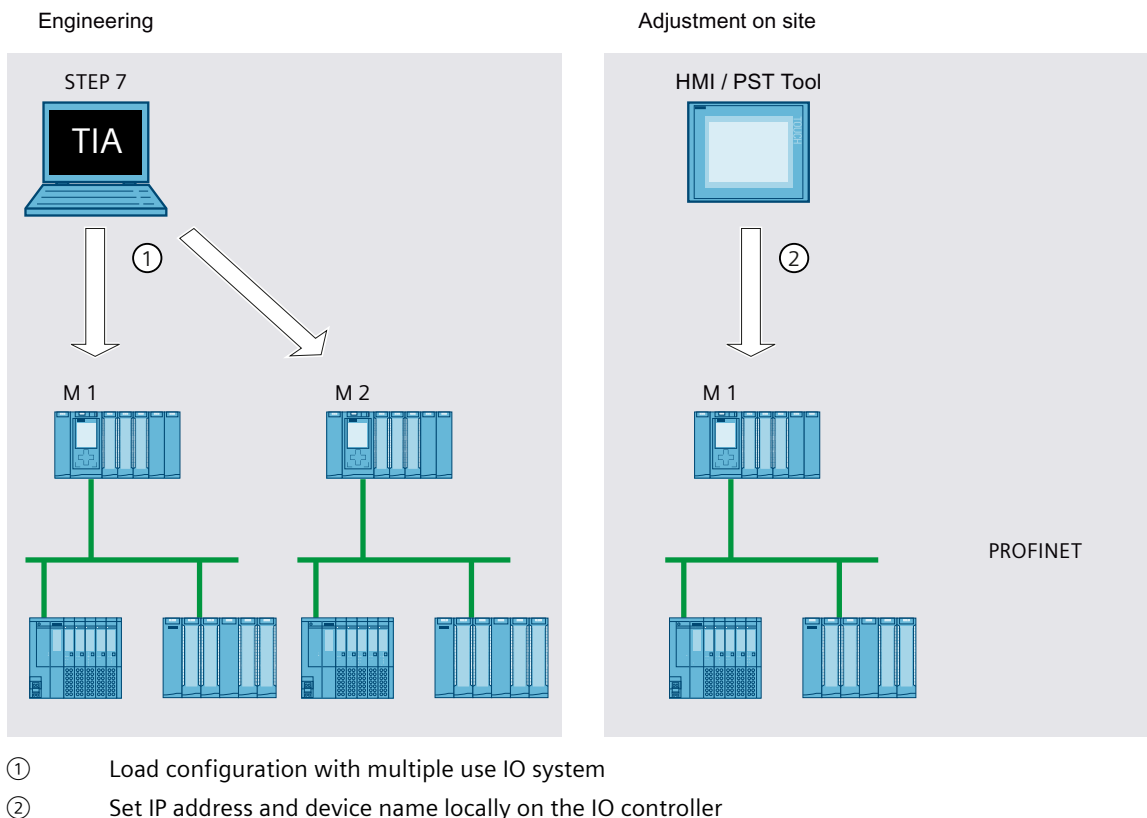 Engineering
Adjustment on site
STEP 7
TIA
HMI / PST Tool
①
②
M 1
M 2
M 1
PROFINET
① Load configuration with multiple use IO system
② Set IP address and device name locally on the IO controller